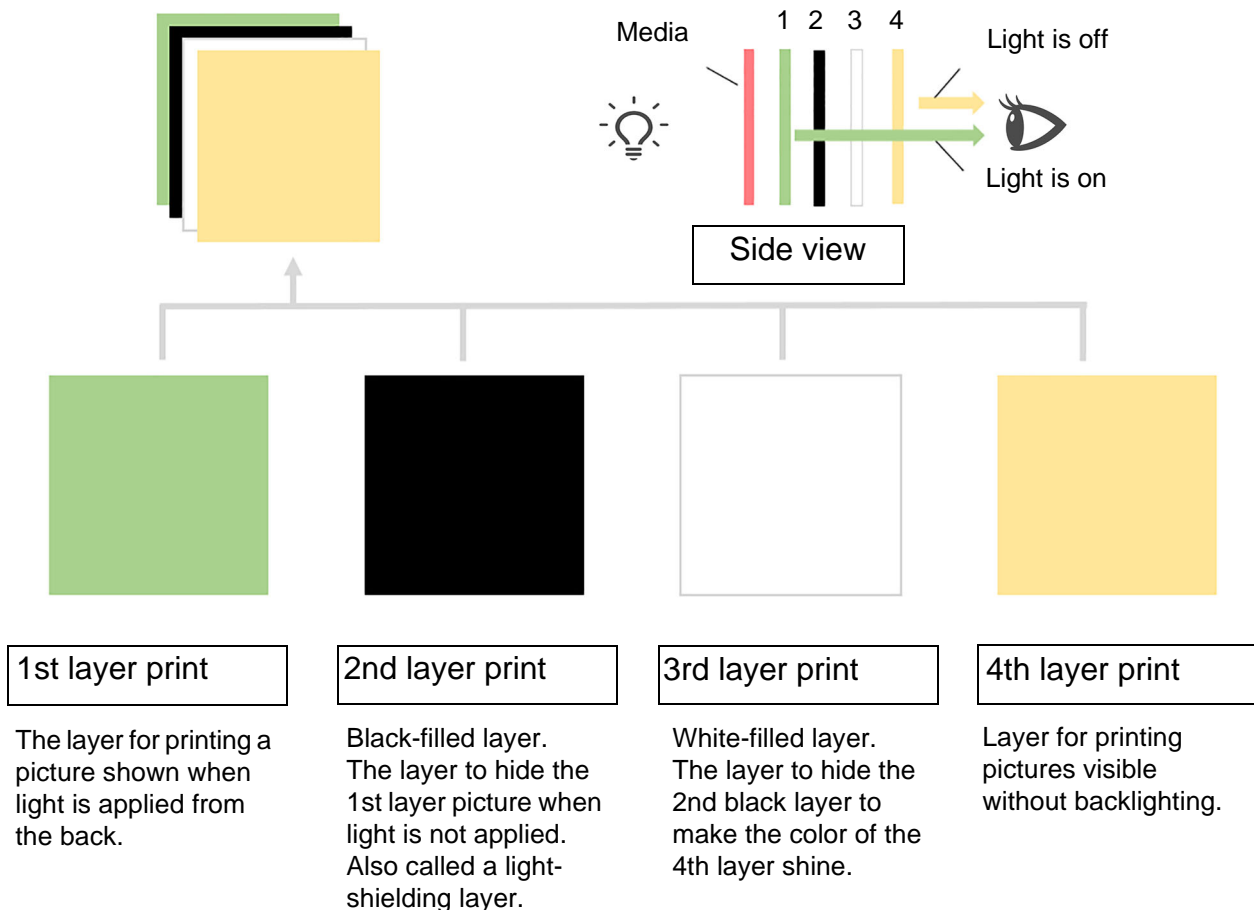 Media
1 2 3 4
Light is off
Light is on
Side view
1st layer print
The layer for printing a
picture shown when
light is applied from
the back.
2nd layer print
Black-filled layer.
The layer to hide the
1st layer picture when
light is not applied.
Also called a light-
shielding layer.
3rd layer print
White-filled layer.
The layer to hide the
2nd black layer to
make the color of the
4th layer shine.
4th layer print
Layer for printing
pictures visible
without backlighting.